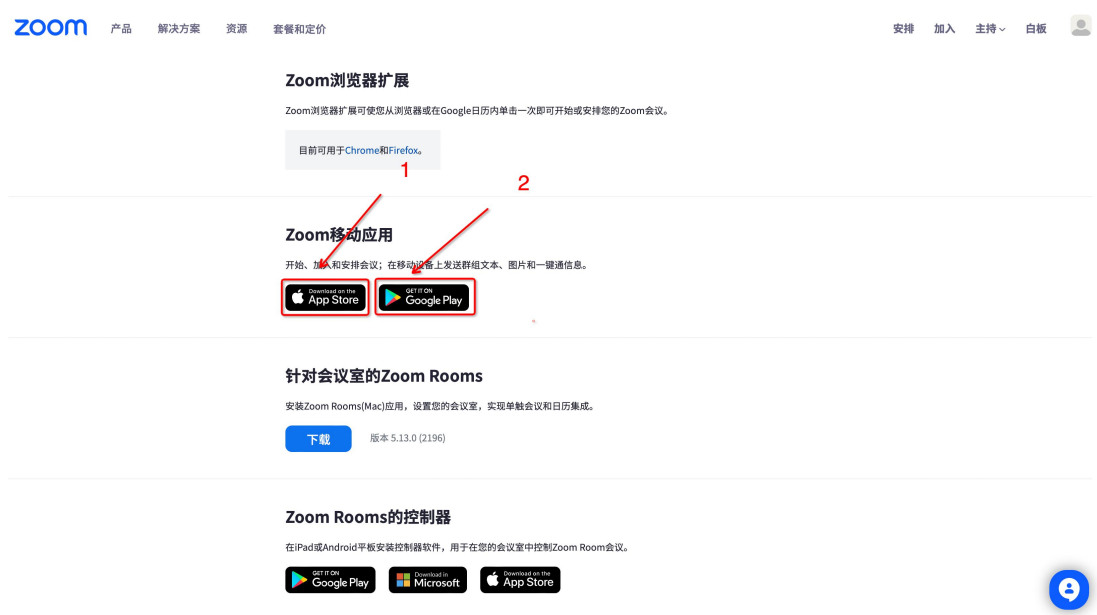 zoom 产品 解决方案 资源 套餐和定价 安排 加入 主持 白板
Zoom浏览器扩展
Zoom浏览器扩展可使您从浏览器或在Google日历内单击一次即可开始或安排您的Zoom会议。
目前可用于Chrome和Firefox。
1
2
Zoom移动应用
开始、加入和安排会议；在移动设备上发送群组文本、图片和一键通信息。
Download on the
App Store
GET IT ON
Google Play
针对会议室的Zoom Rooms
安装Zoom Rooms(Mac)应用，设置您的会议室，实现单触会议和日历集成。
下载 版本 5.13.0 (2196)
Zoom Rooms的控制器
在iPad或Android平板安装控制器软件，用于在您的会议室中控制Zoom Room会议。
GET IT ON
Google Play
Download in
Microsoft
Download on the
App Store